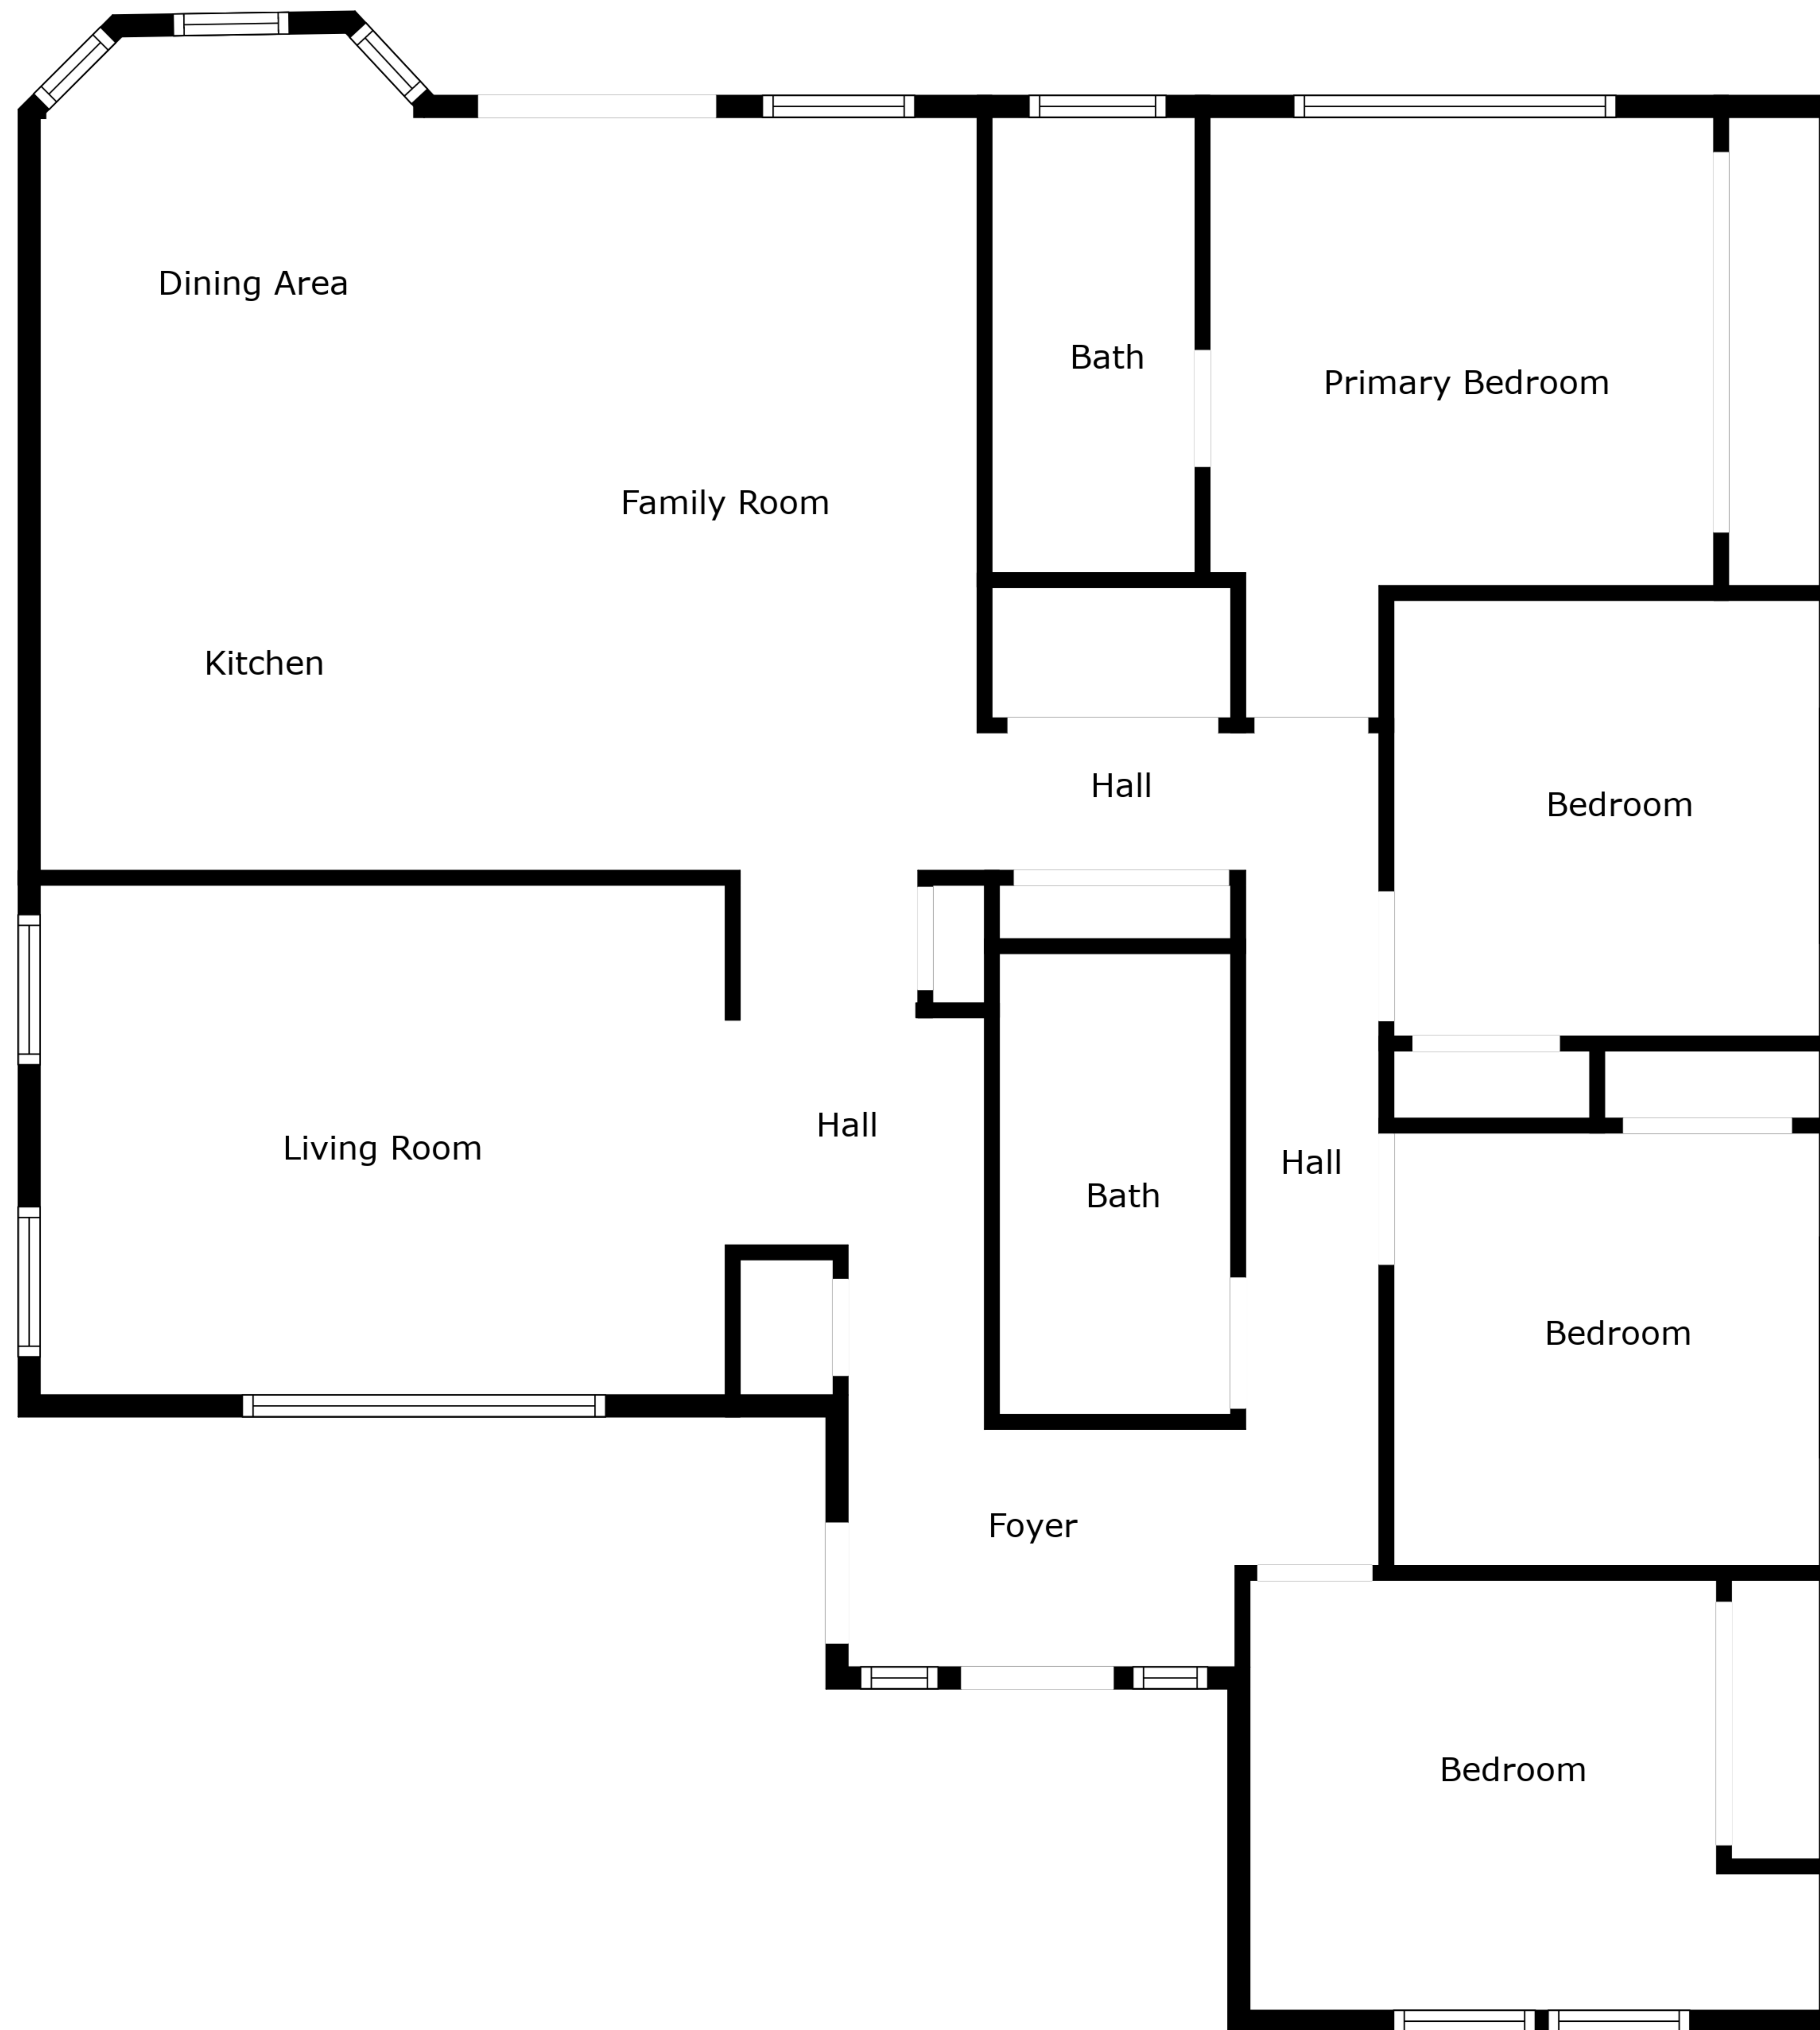 Dining Area
Bath
Primary Bedroom
Family Room
Kitchen
Hall
Bedroom
Hall
Living Room
Hall
Bath
Bedroom
Foyer
Bedroom